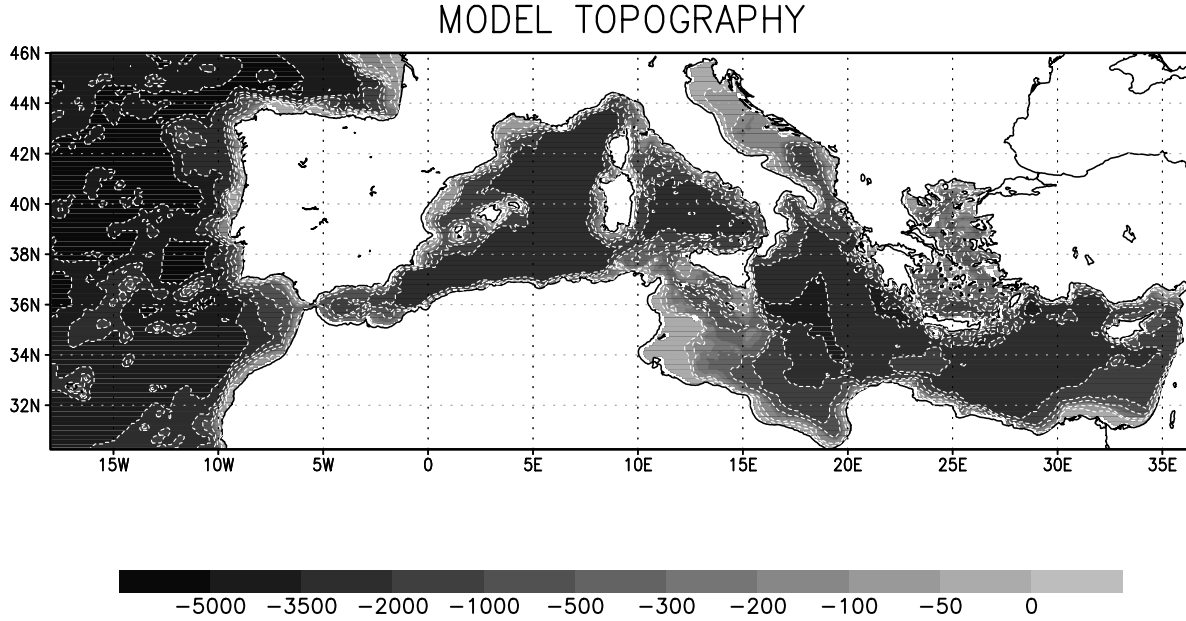 MODEL TOPOGRAPHY
46N
44N
42N
40N
38N
36N
34N
32N
15W 10W 5W 0 5E 10E 15E 20E 25E 30E 35E
−5000 −3500 −2000 −1000 −500 −300 −200 −100 −50 0